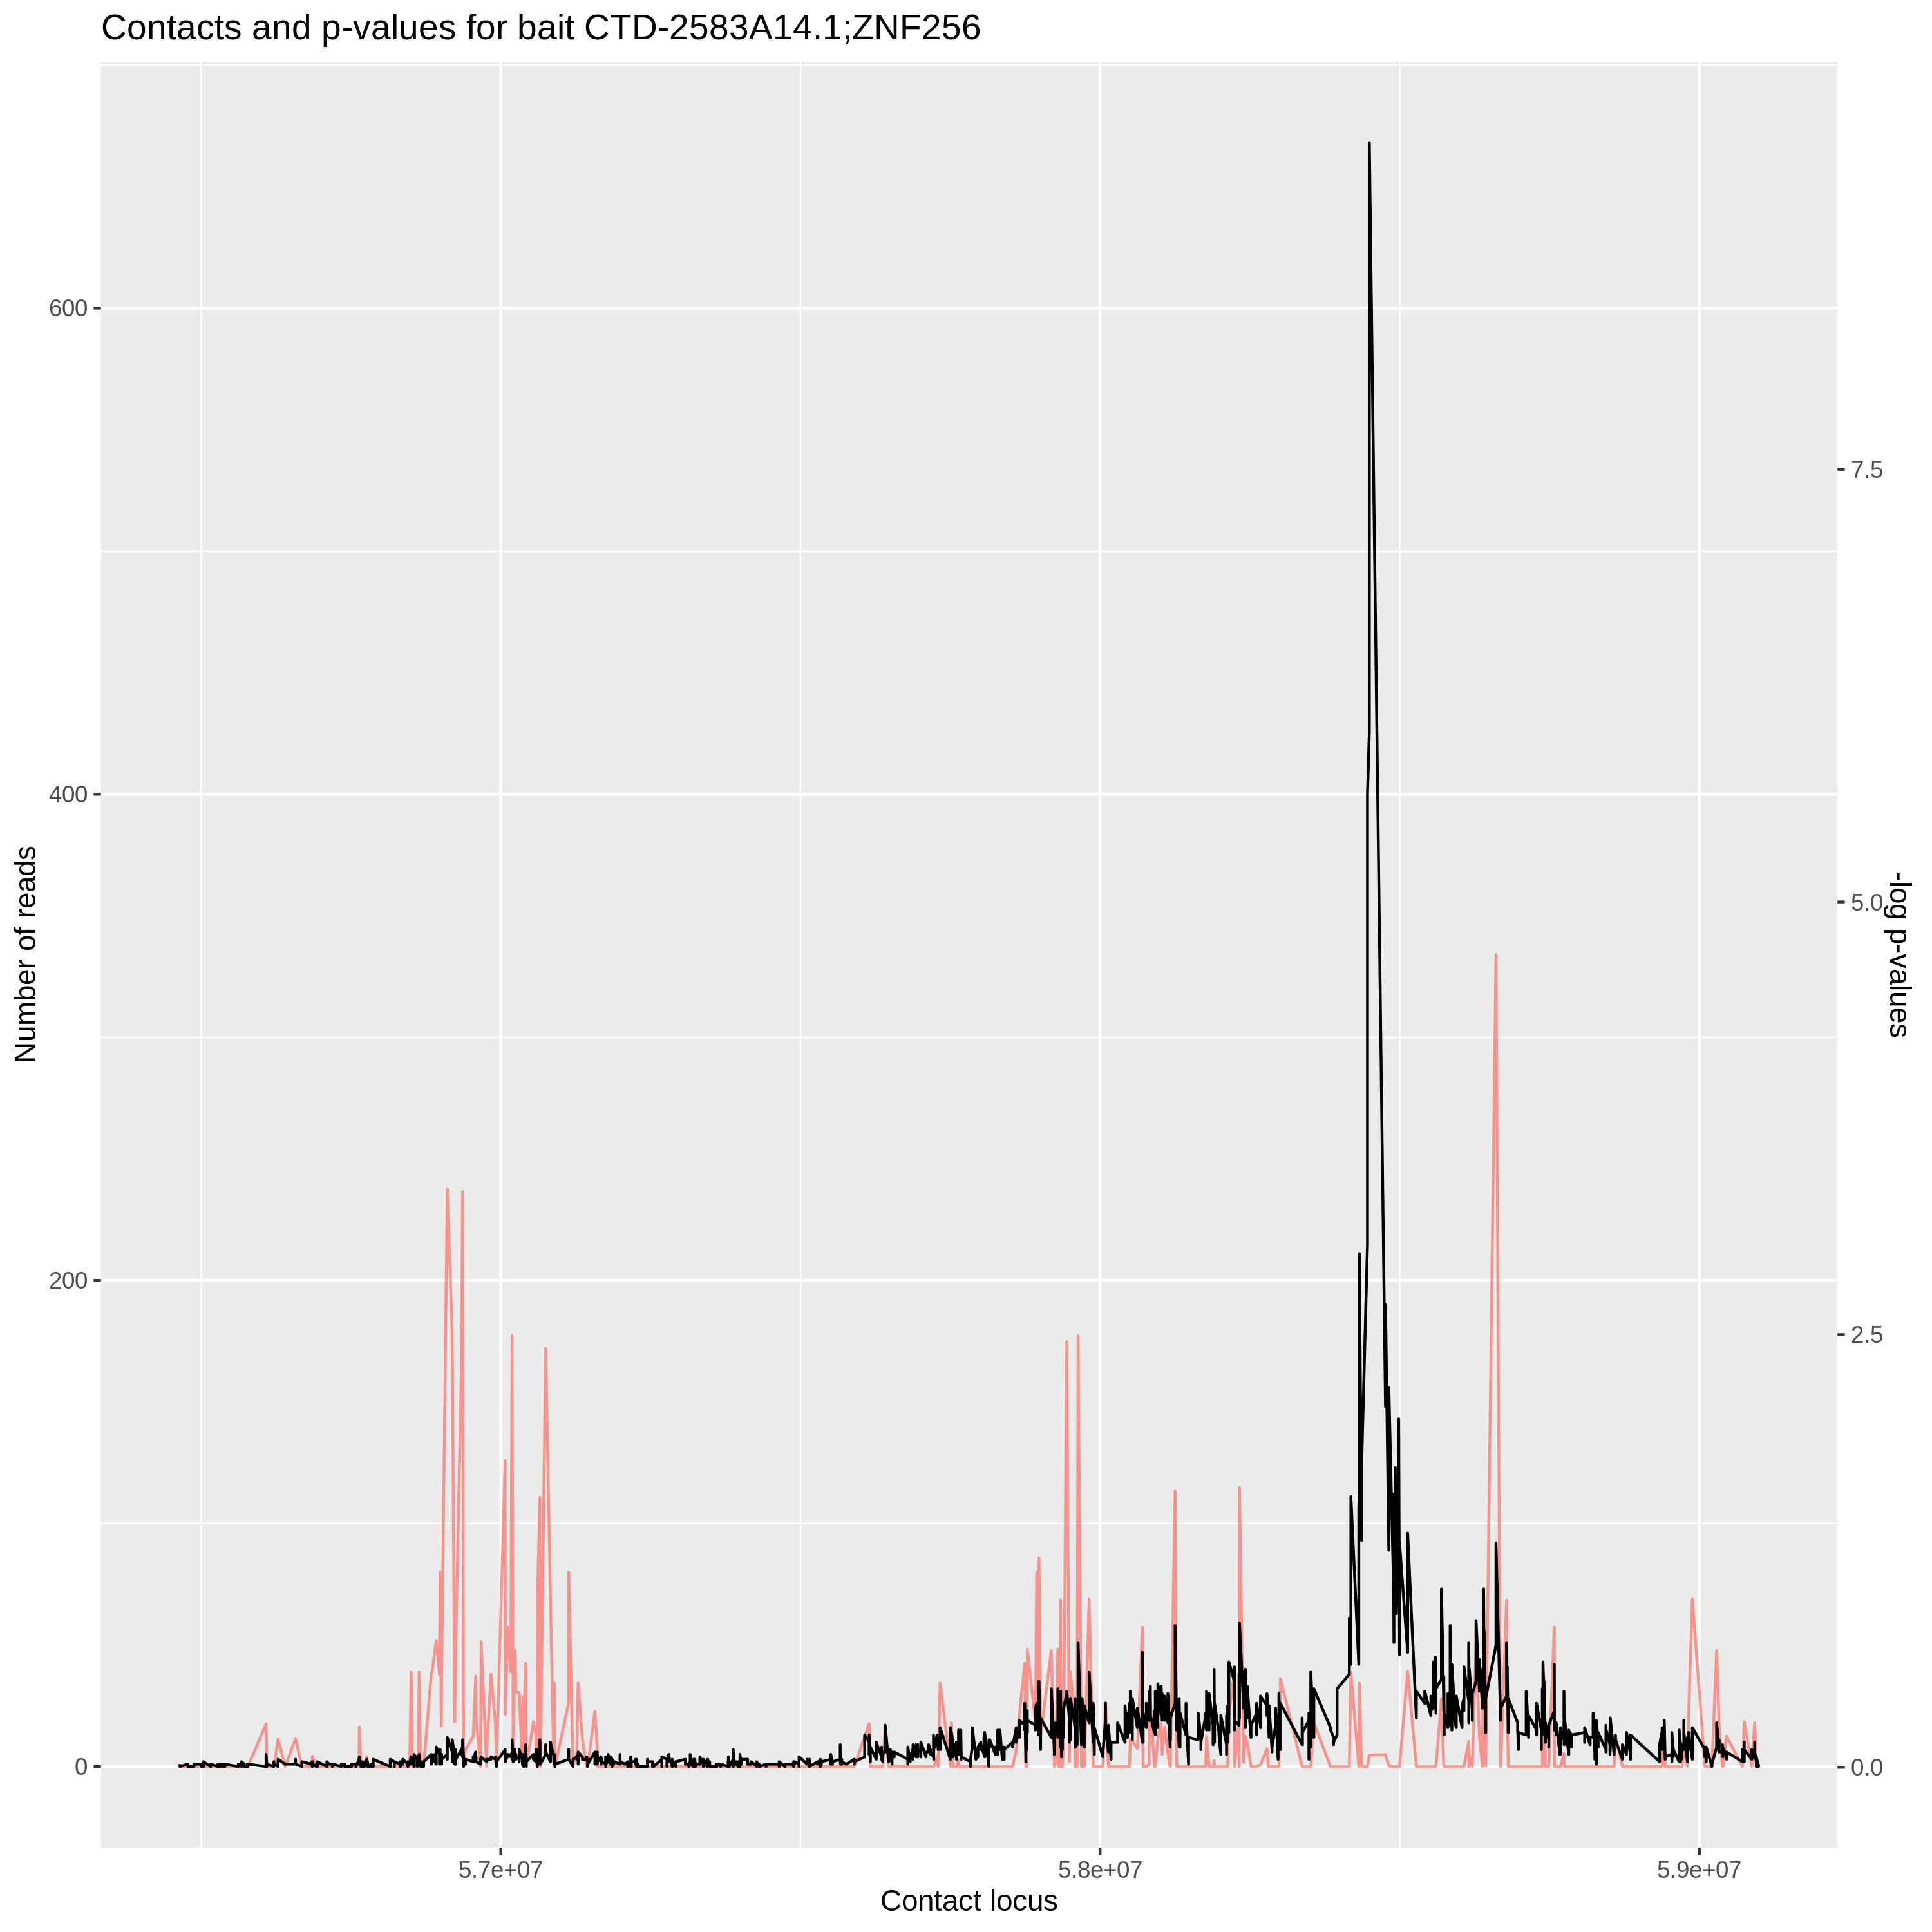 Contacts and p-values for bait CTD-2583A14.1;ZNF256
600
400
200
0
Number of reads
7.5
5.0
2.5
0.0
-log p-values
5.7e+07
5.8e+07
5.9e+07
Contact locus